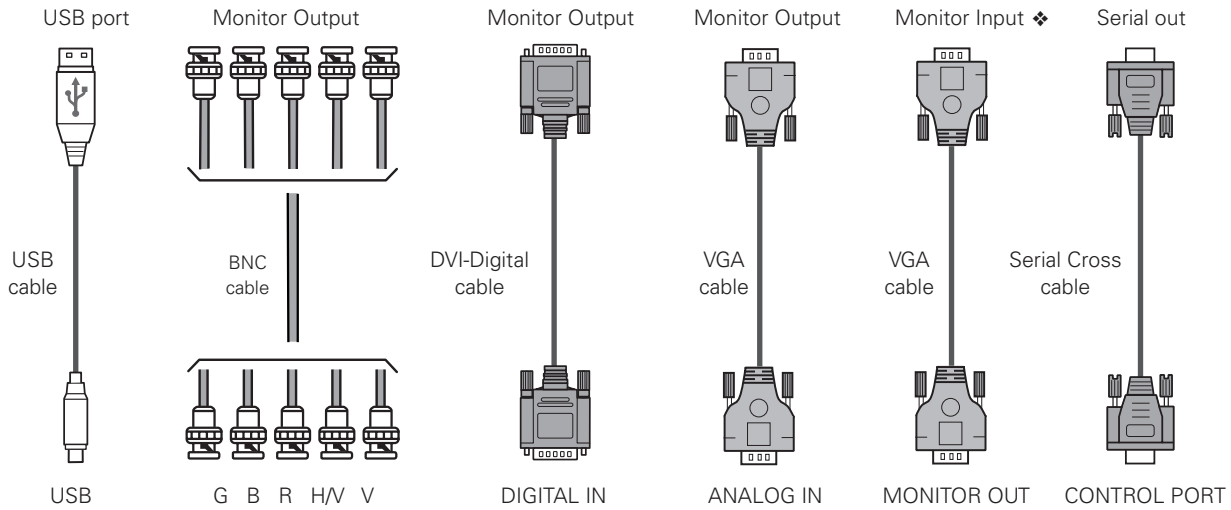 USB port
Monitor Output
Monitor Output
Monitor Output
Monitor Input ❖
Serial out
USB
cable
BNC
cable
DVI-Digital
cable
VGA
cable
VGA
cable
Serial Cross
cable
USB
G B R H/V V
DIGITAL IN
ANALOG IN
MONITOR OUT
CONTROL PORT